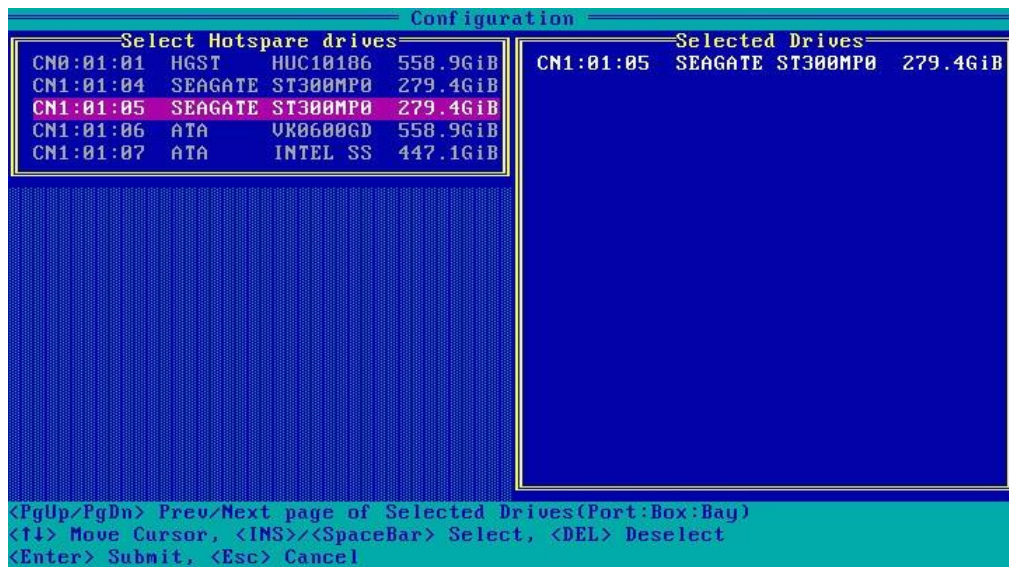 Configuration
Select Hotspare drives
CN0:01:01 HGST HUC10186 558.9GiB
CN1:01:04 SEAGATE ST300MP0 279.4GiB
CN1:01:05 SEAGATE ST300MP0 279.4GiB
CN1:01:06 ATA VK0600GD 558.9GiB
CN1:01:07 ATA INTEL SS 447.1GiB
Selected Drives
CN1:01:05 SEAGATE ST300MP0 279.4GiB
<PgUp/PgDn> Prev/Next page of Selected Drives(Port:Box:Bay)
<↑↓> Move Cursor, <INS>/<SpaceBar> Select, <DEL> Deselect
<Enter> Submit, <Esc> Cancel